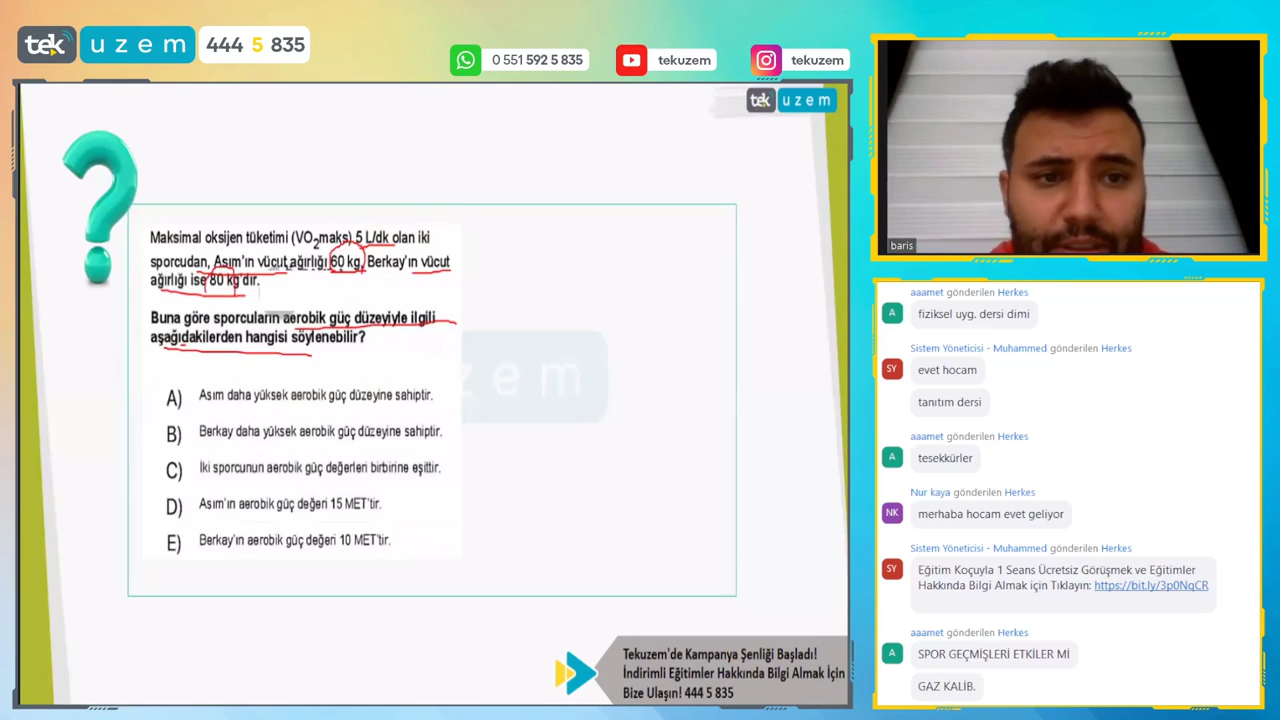 tek uzem 444 5 835
0 551 592 5 835
tekuzem
tekuzem
tek uzem
Maksimal oksijen tüketimi (VO2maks) 5 L/dk olan iki
sporcudan, Asım'ın vücut ağırlığı 60 kg, Berkay'ın vücut
ağırlığı ise 80 kg'dır.
Buna göre sporcuların aerobik güç düzeyiyle ilgili
aşağıdakilerden hangisi söylenebilir?
A) Asım daha yüksek aerobik güç düzeyine sahiptir.
B) Berkay daha yüksek aerobik güç düzeyine sahiptir.
C) İki sporcunun aerobik güç değerleri birbirine eşittir.
D) Asım'ın aerobik güç değeri 15 MET'tir.
E) Berkay'ın aerobik güç değeri 10 MET'tir.
zem
Tekuzem'de Kampanya Şenliği Başladı!
İndirimli Eğitimler Hakkında Bilgi Almak İçin
Bize Ulaşın! 444 5 835
baris
aaamet gönderilen Herkes
A
fiziksel uyg. dersi dimi
Sistem Yöneticisi - Muhammed gönderilen Herkes
SY
evet hocam
tanıtım dersi
aaamet gönderilen Herkes
A
tesekkürler
Nur kaya gönderilen Herkes
NK
merhaba hocam evet geliyor
Sistem Yöneticisi - Muhammed gönderilen Herkes
SY
Eğitim Koçuyla 1 Seans Ücretsiz Görüşmek ve Eğitimler
Hakkında Bilgi Almak için Tıklayın: https://bit.ly/3p0NqCR
aaamet gönderilen Herkes
A
SPOR GEÇMİŞLERİ ETKİLER Mİ
GAZ KALİB.